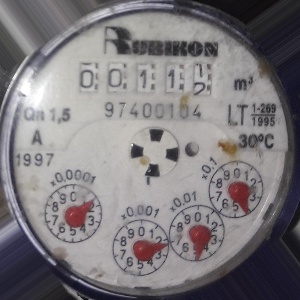 RUBIKON
0011
m³
Qn 1,5
97400104
LT 1-269
1995
A
30°C
1997
x0,0001
x0,001
x0,01
x0,1